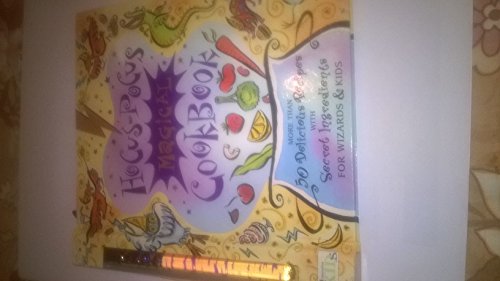 HOCUS-POCUS
MAGICAL
COOKBOOK
MORE THAN
50 Delicious Recipes
WITH
Secret Ingredients
FOR WIZARDS & KIDS